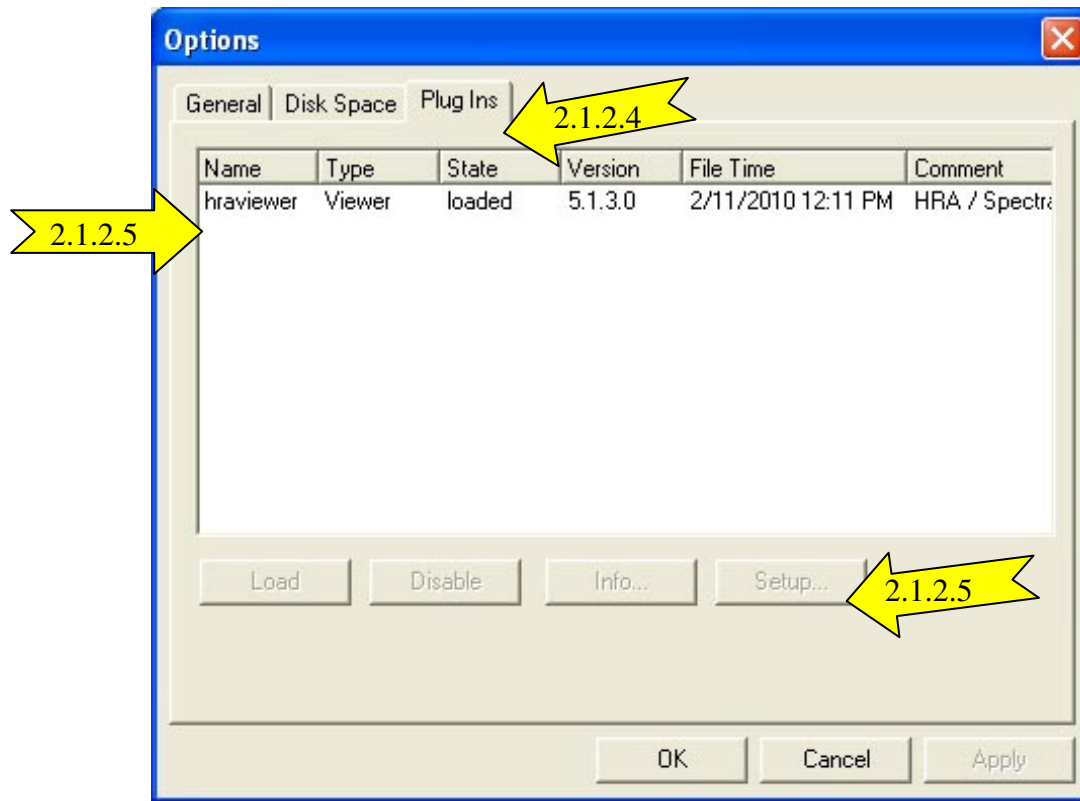 Options
General Disk Space Plug Ins
2.1.2.4
Name Type State Version File Time Comment
hraviewer Viewer loaded 5.1.3.0 2/11/2010 12:11 PM HRA / Spectra
2.1.2.5
Load Disable Info... Setup...
2.1.2.5
OK Cancel Apply